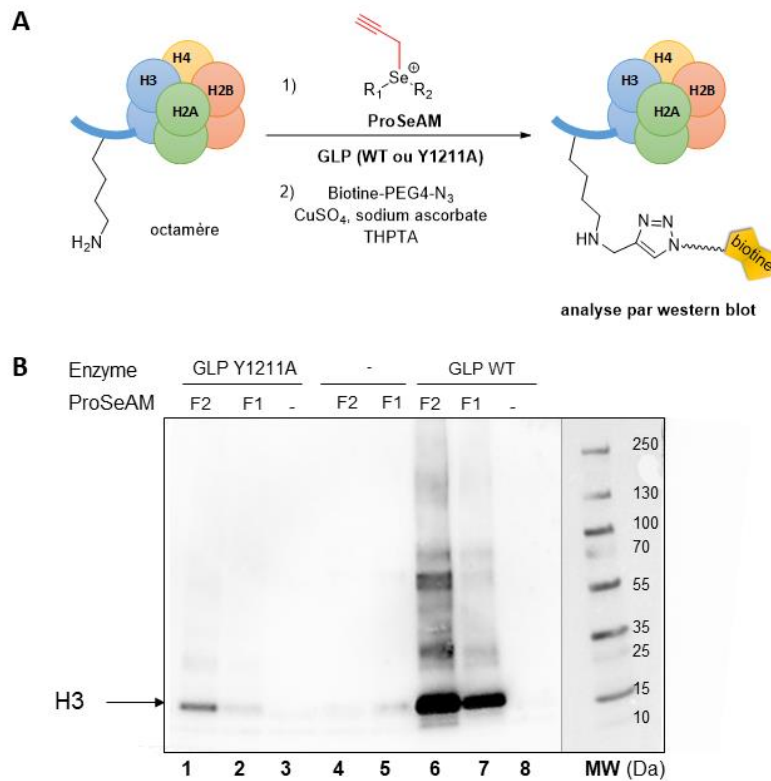 A
H3
H4
H2B
H2A
H2N
octamère
1)
Se
⊕
R1
R2
ProSeAM
GLP (WT ou Y1211A)
2)
Biotine-PEG4-N3
CuSO4, sodium ascorbate
THPTA
H3
H4
H2B
H2A
HN
N=N
N
biotine
analyse par western blot
B
Enzyme GLP Y1211A - GLP WT
ProSeAM F2 F1 - F2 F1 F2 F1 -
250
130
100
70
55
35
25
H3
15
10
1 2 3 4 5 6 7 8 MW (Da)